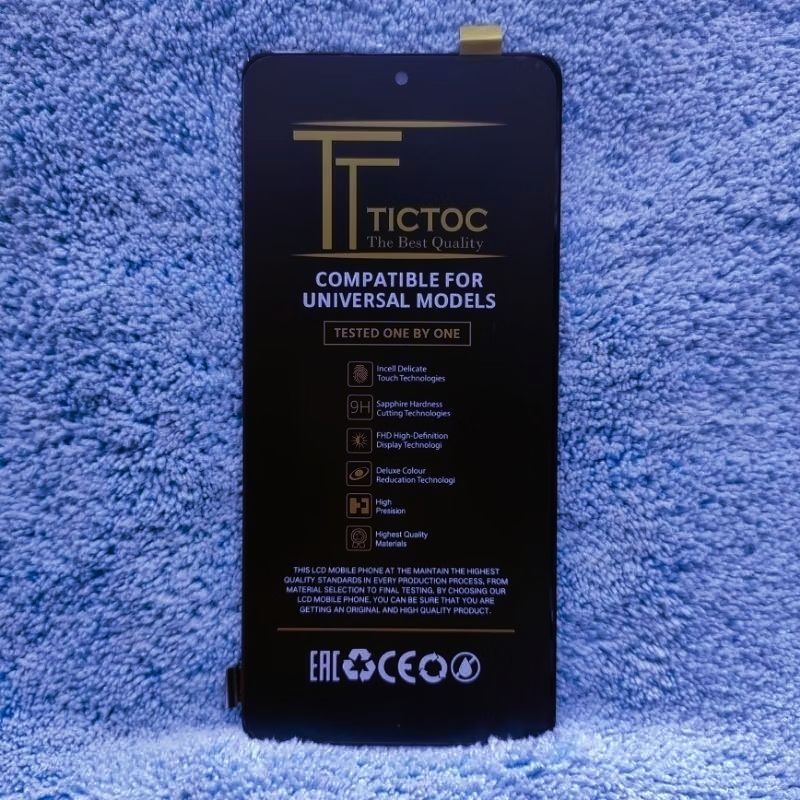 TT TICTOC
The Best Quality
COMPATIBLE FOR
UNIVERSAL MODELS
TESTED ONE BY ONE
Incell Delicate
Touch Technologies
9H
Sapphire Hardness
Cutting Technologies
FHD High-Definition
Display Technologi
Deluxe Colour
Reducation Technologi
High
Presision
Highest Quality
Materials
THIS LCD MOBILE PHONE AT THE MAINTAIN THE HIGHEST
QUALITY STANDARDS IN EVERY PRODUCTION PROCESS, FROM
MATERIAL SELECTION TO FINAL TESTING. BY CHOOSING OUR
LCD MOBILE PHONE, YOU CAN BE SURE THAT YOU ARE
GETTING AN ORIGINAL AND HIGH QUALITY PRODUCT.
EAC CE